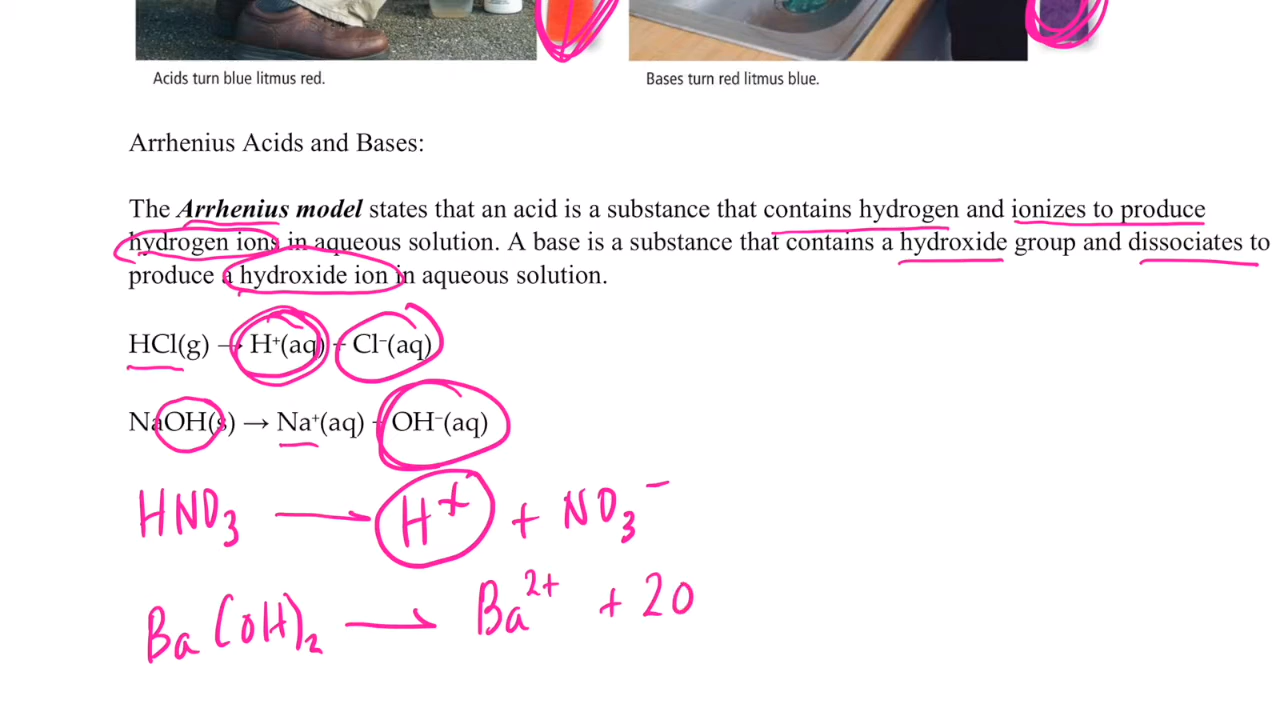 Acids turn blue litmus red.
Bases turn red litmus blue.
Arrhenius Acids and Bases:
The Arrhenius model states that an acid is a substance that contains hydrogen and ionizes to produce
hydrogen ions in aqueous solution. A base is a substance that contains a hydroxide group and dissociates to
produce a hydroxide ion in aqueous solution.
HCl(g) → H⁺(aq) + Cl⁻(aq)
NaOH(s) → Na⁺(aq) + OH⁻(aq)
HNO₃ → H⁺ + NO₃⁻
Ba(OH)₂ → Ba²⁺ + 2O